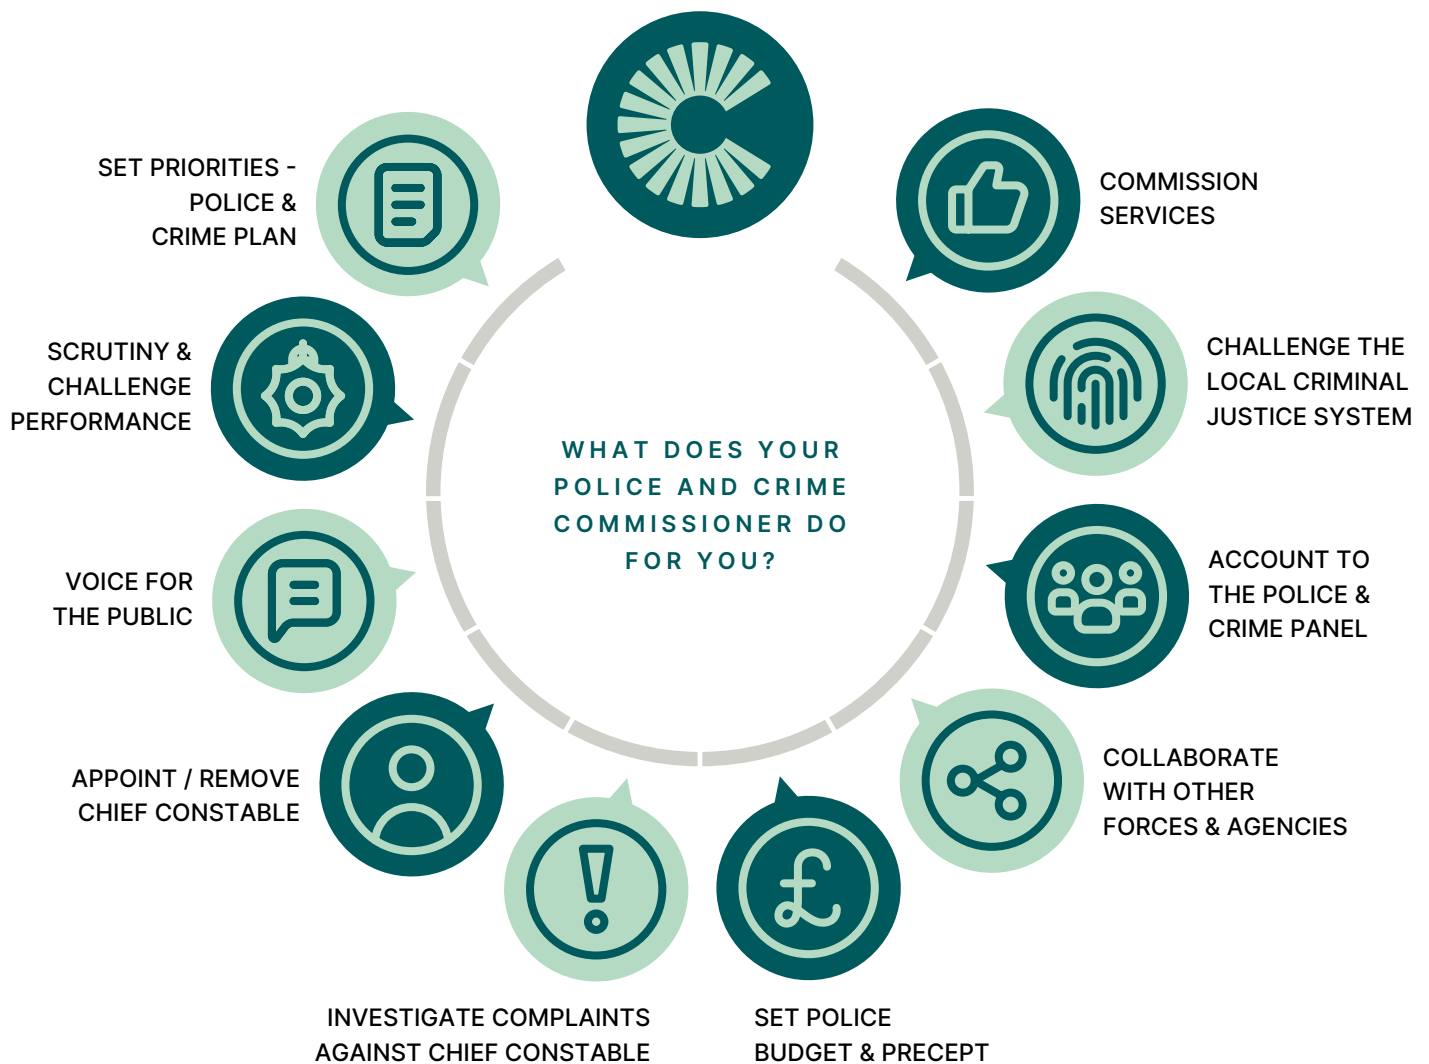 SET PRIORITIES -
POLICE &
CRIME PLAN
SCRUTINY &
CHALLENGE
PERFORMANCE
VOICE FOR
THE PUBLIC
APPOINT / REMOVE
CHIEF CONSTABLE
INVESTIGATE COMPLAINTS
AGAINST CHIEF CONSTABLE
WHAT DOES YOUR
POLICE AND CRIME
COMMISSIONER DO
FOR YOU?
COMMISSION
SERVICES
CHALLENGE THE
LOCAL CRIMINAL
JUSTICE SYSTEM
ACCOUNT TO
THE POLICE &
CRIME PANEL
COLLABORATE
WITH OTHER
FORCES & AGENCIES
£
SET POLICE
BUDGET & PRECEPT